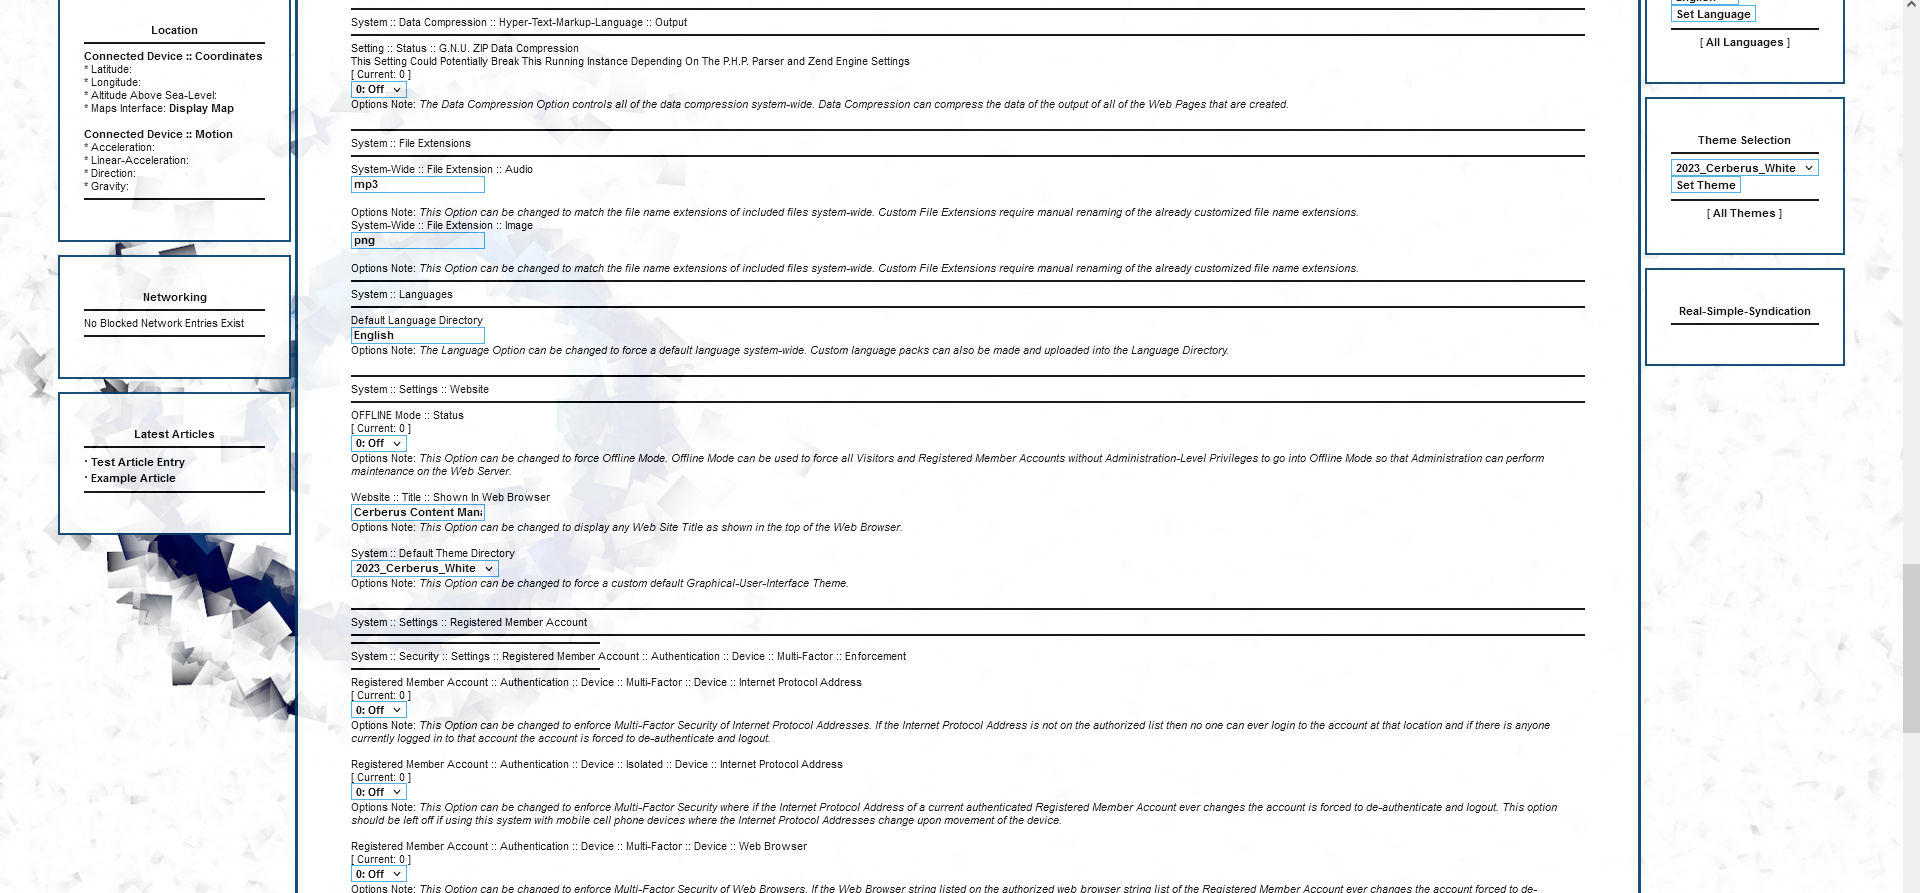 Location
Connected Device :: Coordinates
* Latitude:
* Longitude:
* Altitude Above Sea-Level:
* Maps Interface: Display Map
Connected Device :: Motion
* Acceleration:
* Linear-Acceleration:
* Direction:
* Gravity:
Networking
No Blocked Network Entries Exist
Latest Articles
· Test Article Entry
· Example Article
System :: Data Compression :: Hyper-Text-Markup-Language :: Output
Setting :: Status :: G.N.U. ZIP Data Compression
This Setting Could Potentially Break This Running Instance Depending On The P.H.P. Parser and Zend Engine Settings
[ Current: 0 ]
0: Off
Options Note: The Data Compression Option controls all of the data compression system-wide. Data Compression can compress the data of the output of all of the Web Pages that are created.
System :: File Extensions
System-Wide :: File Extension :: Audio
mp3
Options Note: This Option can be changed to match the file name extensions of included files system-wide. Custom File Extensions require manual renaming of the already customized file name extensions.
System-Wide :: File Extension :: Image
png
Options Note: This Option can be changed to match the file name extensions of included files system-wide. Custom File Extensions require manual renaming of the already customized file name extensions.
System :: Languages
Default Language Directory
English
Options Note: The Language Option can be changed to force a default language system-wide. Custom language packs can also be made and uploaded into the Language Directory.
System :: Settings :: Website
OFFLINE Mode :: Status
[ Current: 0 ]
0: Off
Options Note: This Option can be changed to force Offline Mode. Offline Mode can be used to force all Visitors and Registered Member Accounts without Administration-Level Privileges to go into Offline Mode so that Administration can perform
maintenance on the Web Server.
Website :: Title :: Shown In Web Browser
Cerberus Content Man
Options Note: This Option can be changed to display any Web Site Title as shown in the top of the Web Browser.
System :: Default Theme Directory
2023_Cerberus_White
Options Note: This Option can be changed to force a custom default Graphical-User-Interface Theme.
System :: Settings :: Registered Member Account
System :: Security :: Settings :: Registered Member Account :: Authentication :: Device :: Multi-Factor :: Enforcement
Registered Member Account :: Authentication :: Device :: Multi-Factor :: Device :: Internet Protocol Address
[ Current: 0 ]
0: Off
Options Note: This Option can be changed to enforce Multi-Factor Security of Internet Protocol Addresses. If the Internet Protocol Address is not on the authorized list then no one can ever login to the account at that location and if there is anyone
currently logged in to that account the account is forced to de-authenticate and logout.
Registered Member Account :: Authentication :: Device :: Isolated :: Device :: Internet Protocol Address
[ Current: 0 ]
0: Off
Options Note: This Option can be changed to enforce Multi-Factor Security where if the Internet Protocol Address of a current authenticated Registered Member Account ever changes the account is forced to de-authenticate and logout. This option
should be left off if using this system with mobile cell phone devices where the Internet Protocol Addresses change upon movement of the device.
Registered Member Account :: Authentication :: Device :: Multi-Factor :: Device :: Web Browser
[ Current: 0 ]
0: Off
Options Note: This Option can be changed to enforce Multi-Factor Security of Web Browsers. If the Web Browser string listed on the authorized web browser string list of the Registered Member Account ever changes the account forced to de-
English
Set Language
[ All Languages ]
Theme Selection
2023_Cerberus_White
Set Theme
[ All Themes ]
Real-Simple-Syndication